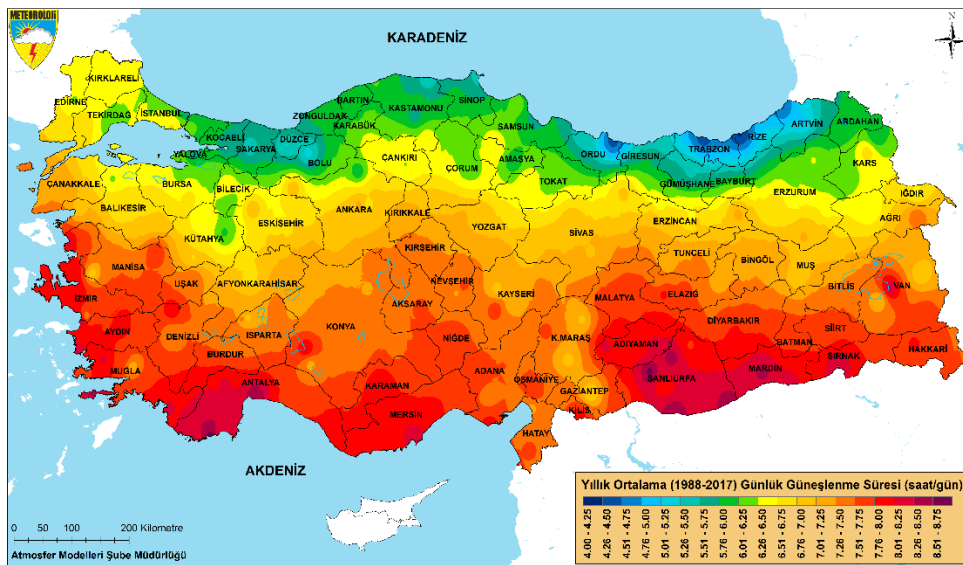 METEOROLOJİ
KARADENİZ
N
KIRKLARELİ
EDİRNE
TEKİRDAĞ
İSTANBUL
KOCAELİ
YALOVA
SAKARYA
DÜZCE
ZONGULDAK
BARTIN
KARABÜK
BOLU
KASTAMONU
SİNOP
SAMSUN
ÇANKIRI
ÇORUM
AMASYA
TOKAT
ORDU
GİRESUN
TRABZON
RİZE
ARTVİN
ARDAHAN
KARS
GÜMÜŞHANE
BAYBURT
ERZURUM
IĞDIR
AĞRI
ÇANAKKALE
BURSA
BİLECİK
BALIKESİR
ESKİŞEHİR
KÜTAHYA
ANKARA
KIRIKKALE
YOZGAT
SİVAS
ERZİNCAN
TUNCELİ
BİNGÖL
MUŞ
BİTLİS
VAN
MANİSA
UŞAK
AFYONKARAHİSAR
KIRŞEHİR
NEVŞEHİR
AKSARAY
KAYSERİ
MALATYA
ELAZIĞ
DİYARBAKIR
SİİRT
BATMAN
ŞIRNAK
HAKKARİ
İZMİR
AYDIN
DENİZLİ
ISPARTA
BURDUR
KONYA
NİĞDE
K.MARAŞ
ADIYAMAN
MARDİN
ŞANLIURFA
MUĞLA
ANTALYA
KARAMAN
MERSİN
ADANA
OSMANİYE
GAZİANTEP
KİLİS
HATAY
AKDENİZ
Yıllık Ortalama (1988-2017) Günlük Güneşlenme Süresi (saat/gün)
4.00 - 4.25
4.26 - 4.50
4.51 - 4.75
4.76 - 5.00
5.01 - 5.25
5.26 - 5.50
5.51 - 5.75
5.76 - 6.00
6.01 - 6.25
6.26 - 6.50
6.51 - 6.75
6.76 - 7.00
7.01 - 7.25
7.26 - 7.50
7.51 - 7.75
7.76 - 8.00
8.01 - 8.25
8.26 - 8.50
8.51 - 8.75
0 50 100 200 Kilometre
Atmosfer Modelleri Şube Müdürlüğü